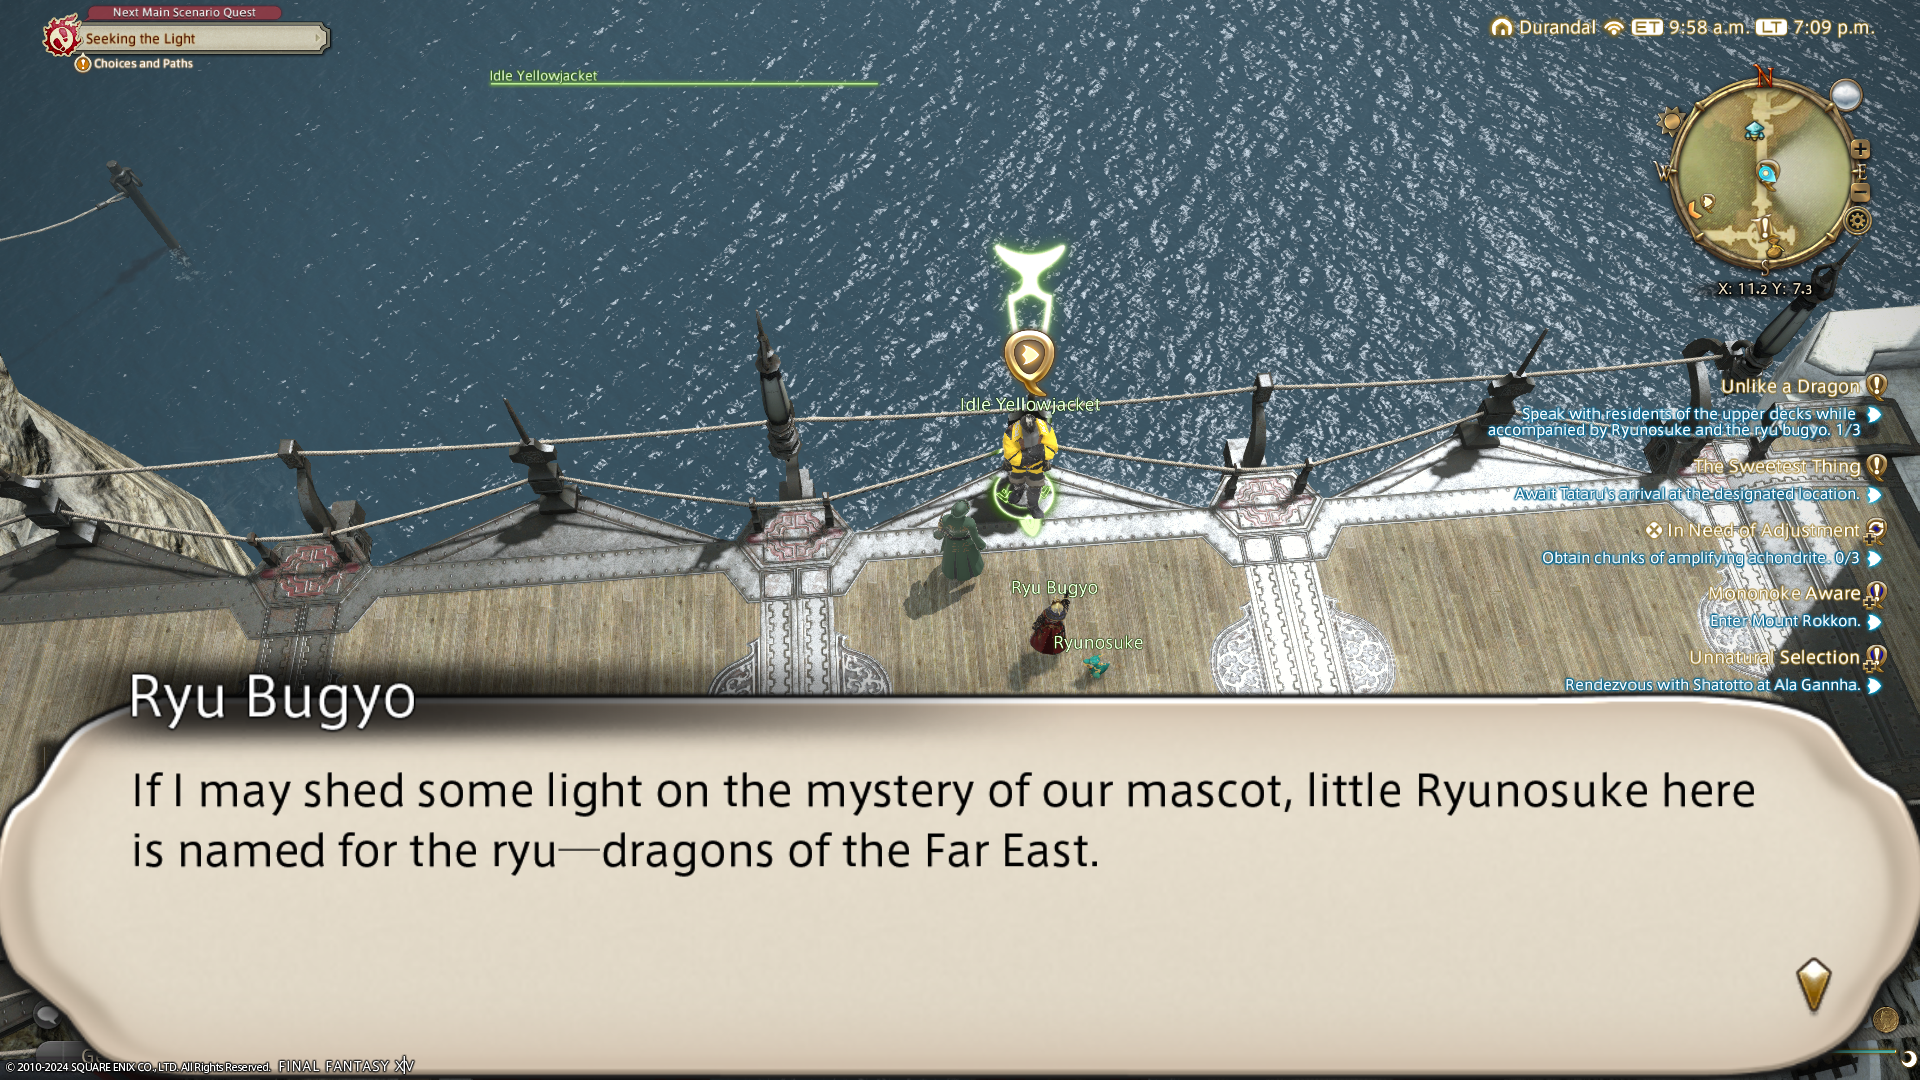 Next Main Scenario Quest
Seeking the Light
Choices and Paths
Idle Yellowjacket
Durandal ET 9:58 a.m. LT 7:09 p.m.
N
W
E
S
X: 11.2 Y: 7.3
Unlike a Dragon
Speak with residents of the upper decks while
accompanied by Ryunosuke and the ryu bugyo. 1/3
The Sweetest Thing
Await Tataru's arrival at the designated location.
In Need of Adjustment
Obtain chunks of amplifying achondrite. 0/3
Mononoke Aware
Enter Mount Rokkon.
Unnatural Selection
Rendezvous with Shatotto at Ala Gannha.
Idle Yellowjacket
Ryu Bugyo
Ryunosuke
Ryu Bugyo
If I may shed some light on the mystery of our mascot, little Ryunosuke here
is named for the ryu—dragons of the Far East.
© 2010-2024 SQUARE ENIX CO., LTD. All Rights Reserved. FINAL FANTASY XIV